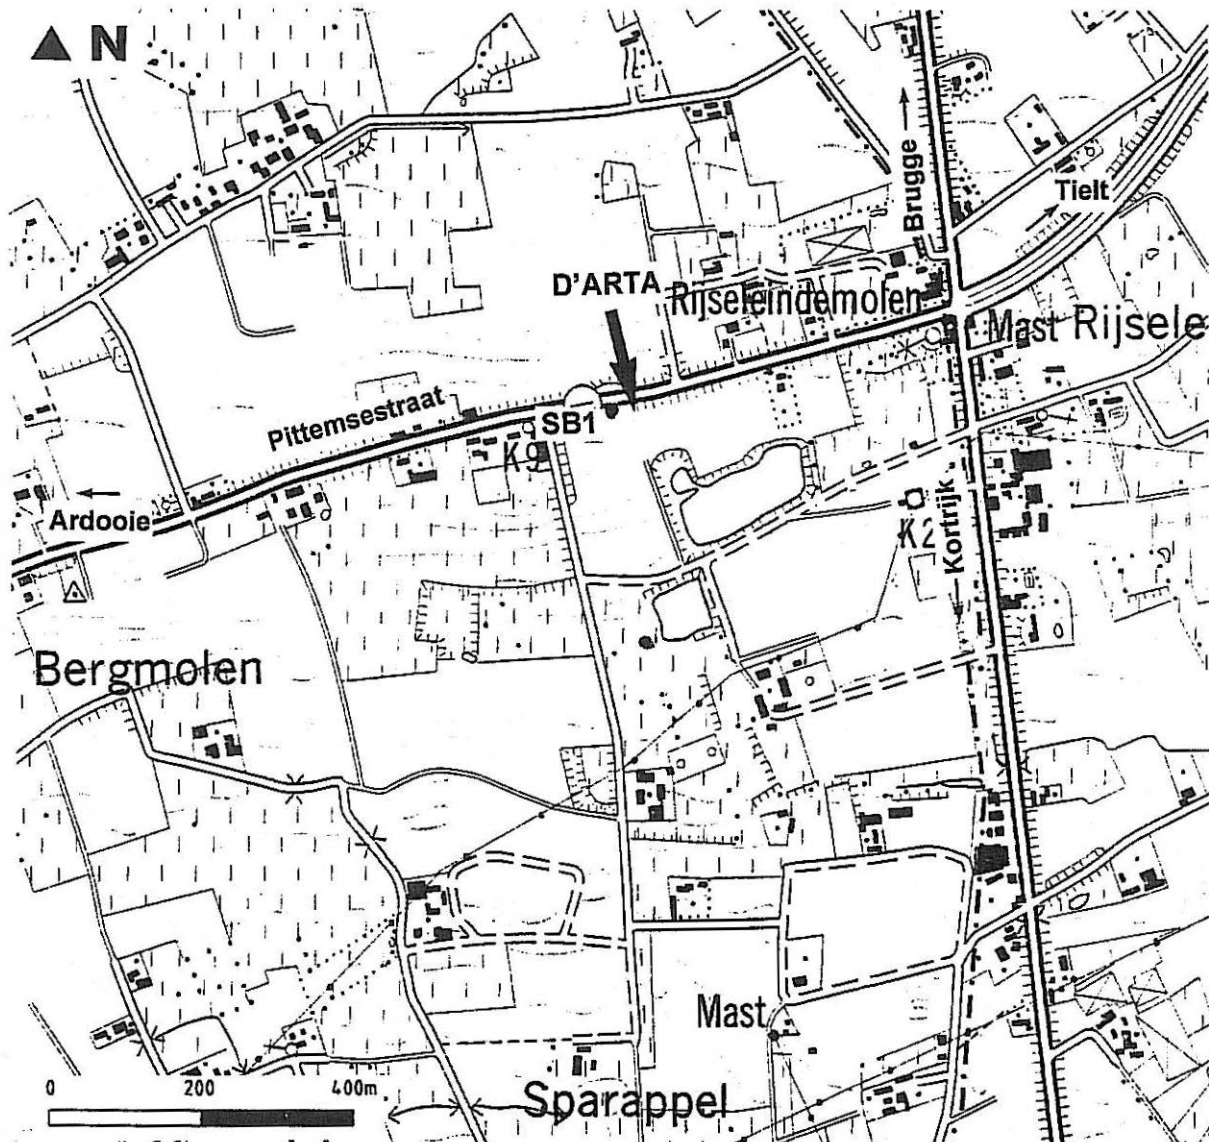 N
Brugge
Tielt
D'ARTA
Rijseleindemolen
Mast Rijsele
Pittemsestraat
SB1
K9
Ardooie
K2
Kortrijk
Bergmolen
Mast
0 200 400m
Sparappel